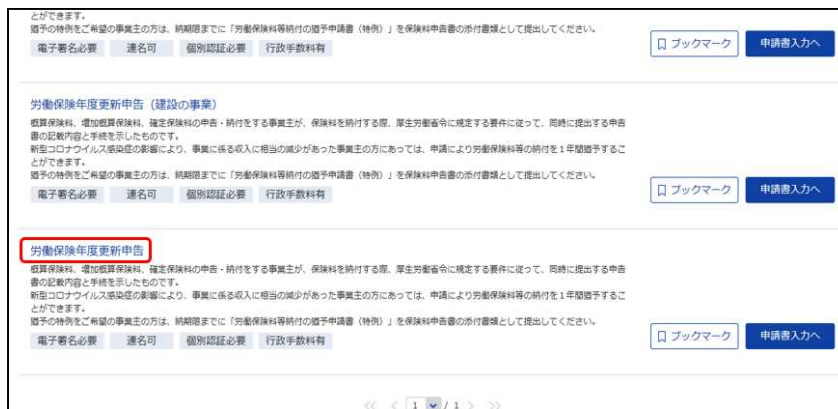 とができます。
猶予の特例をご希望の事業主の方は、納期限までに「労働保険料等納付の猶予申請書（特例）」を保険料申告書の添付書類として提出してください。
電子署名必要 連名可 個別認証必要 行政手数料有
ブックマーク 申請書入力へ
労働保険年度更新申告（建設の事業）
概算保険料、増加概算保険料、確定保険料の申告・納付をする事業主が、保険料を納付する際、厚生労働省令に規定する要件に従って、同時に提出する申告
書の記載内容と手続を示したものです。
新型コロナウイルス感染症の影響により、事業に係る収入に相当の減少があった事業主の方にあっては、申請により労働保険料等の納付を１年間猶予するこ
とができます。
猶予の特例をご希望の事業主の方は、納期限までに「労働保険料等納付の猶予申請書（特例）」を保険料申告書の添付書類として提出してください。
電子署名必要 連名可 個別認証必要 行政手数料有
ブックマーク 申請書入力へ
労働保険年度更新申告
概算保険料、増加概算保険料、確定保険料の申告・納付をする事業主が、保険料を納付する際、厚生労働省令に規定する要件に従って、同時に提出する申告
書の記載内容と手続を示したものです。
新型コロナウイルス感染症の影響により、事業に係る収入に相当の減少があった事業主の方にあっては、申請により労働保険料等の納付を１年間猶予するこ
とができます。
猶予の特例をご希望の事業主の方は、納期限までに「労働保険料等納付の猶予申請書（特例）」を保険料申告書の添付書類として提出してください。
電子署名必要 連名可 個別認証必要 行政手数料有
ブックマーク 申請書入力へ
≪ < 1 / 1 > ≫